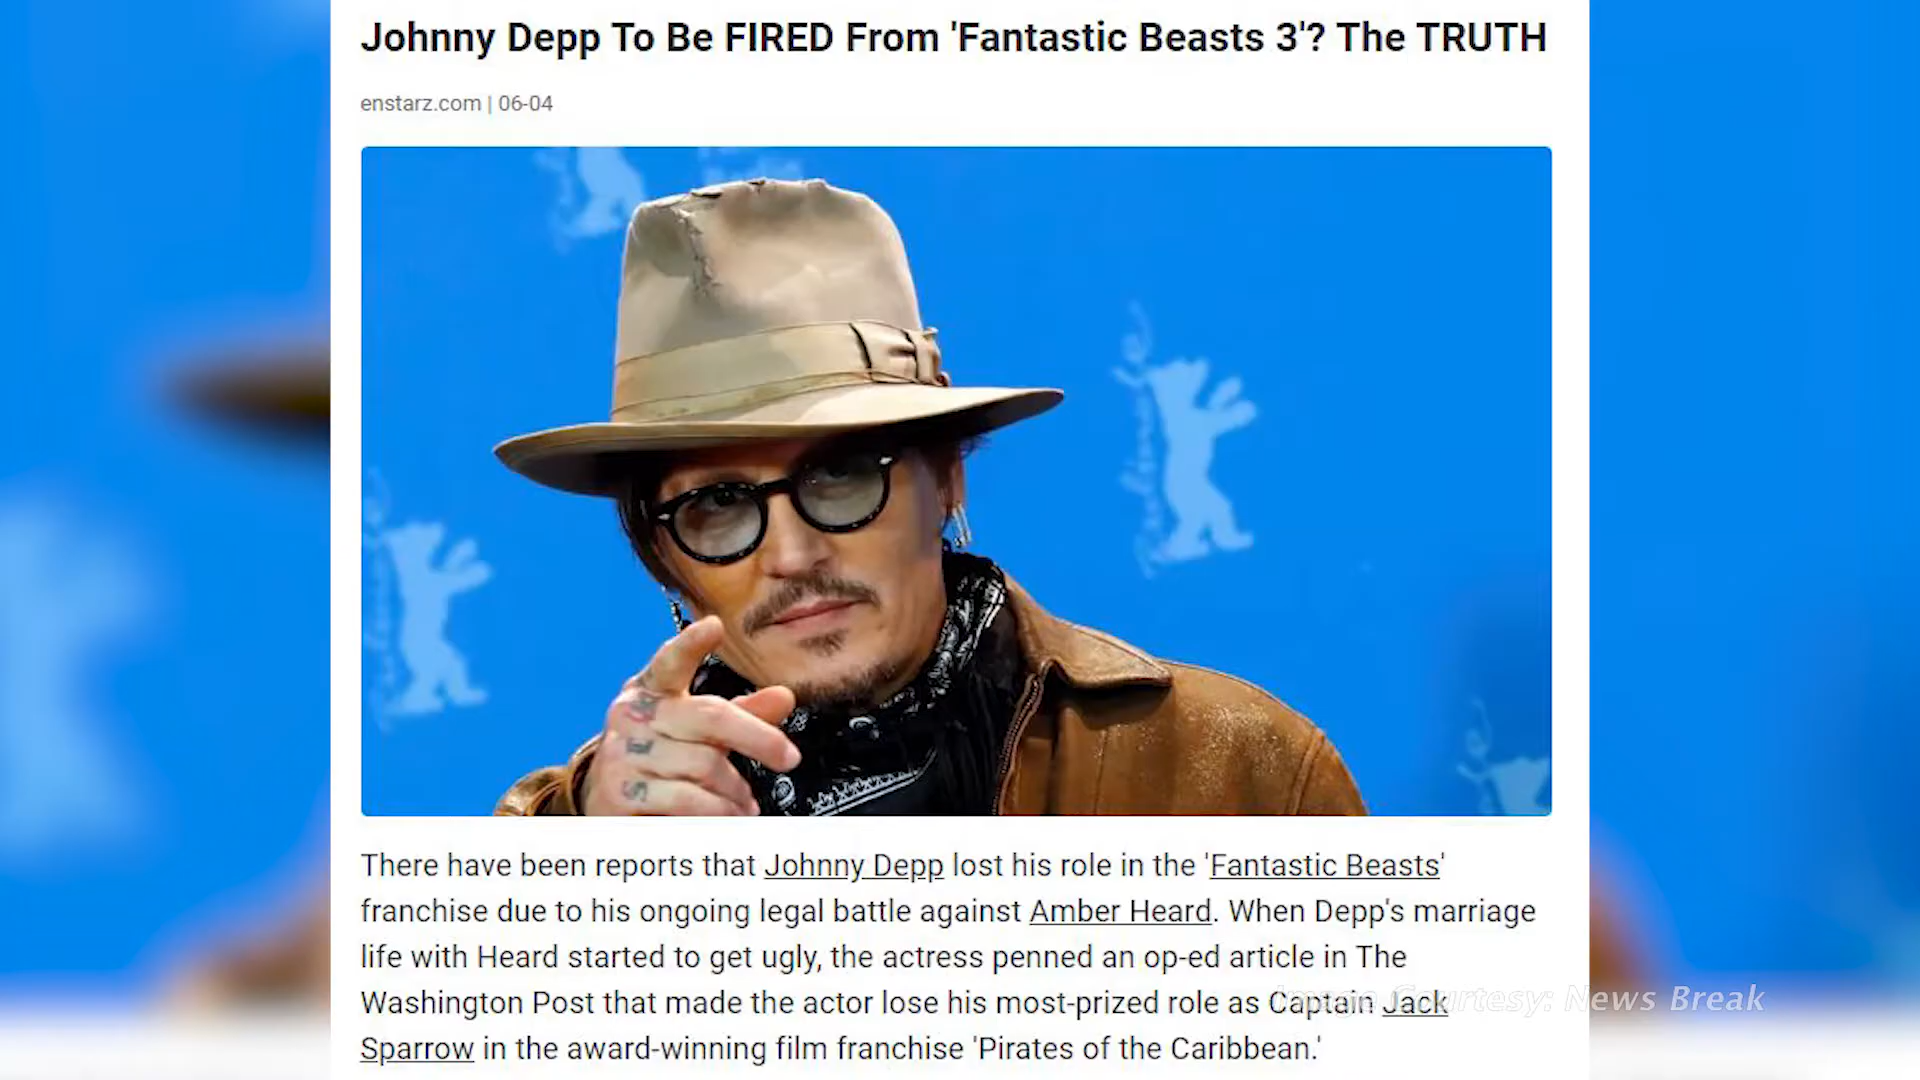 Johnny Depp To Be FIRED From 'Fantastic Beasts 3'? The TRUTH
enstarz.com | 06-04
There have been reports that Johnny Depp lost his role in the 'Fantastic Beasts'
franchise due to his ongoing legal battle against Amber Heard. When Depp's marriage
life with Heard started to get ugly, the actress penned an op-ed article in The
Washington Post that made the actor lose his most-prized role as Captain Jack
Sparrow in the award-winning film franchise 'Pirates of the Caribbean.'
Image Courtesy: News Break